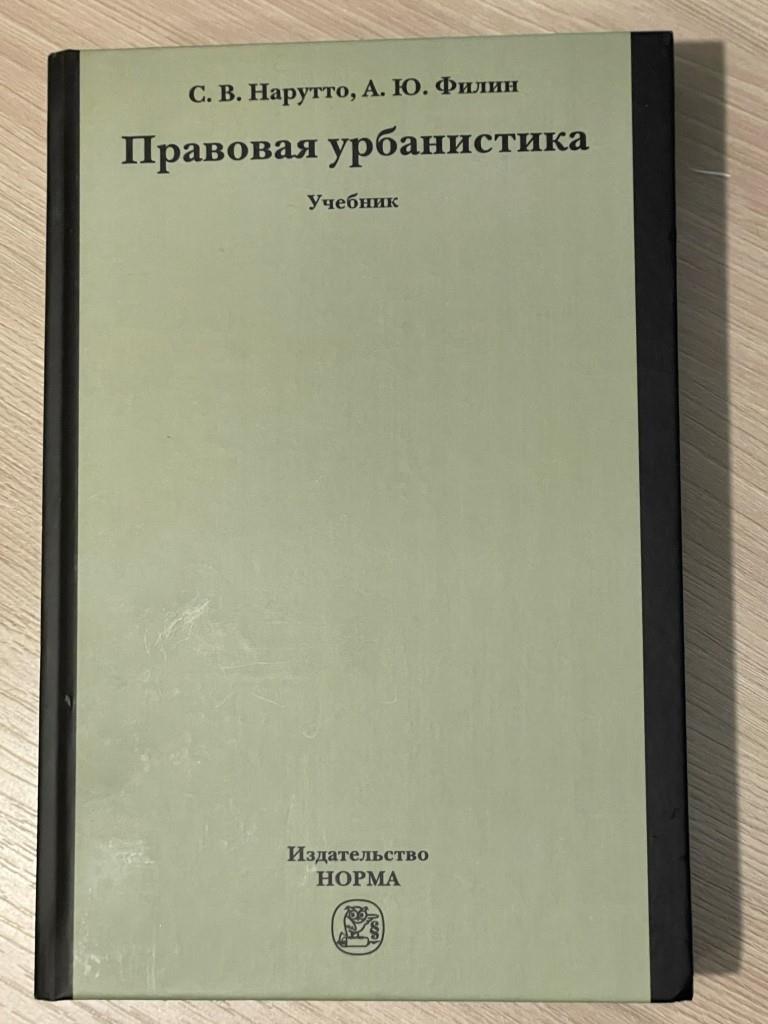 С. В. Нарутто, А. Ю. Филин
Правовая урбанистика
Учебник
Издательство
НОРМА
§